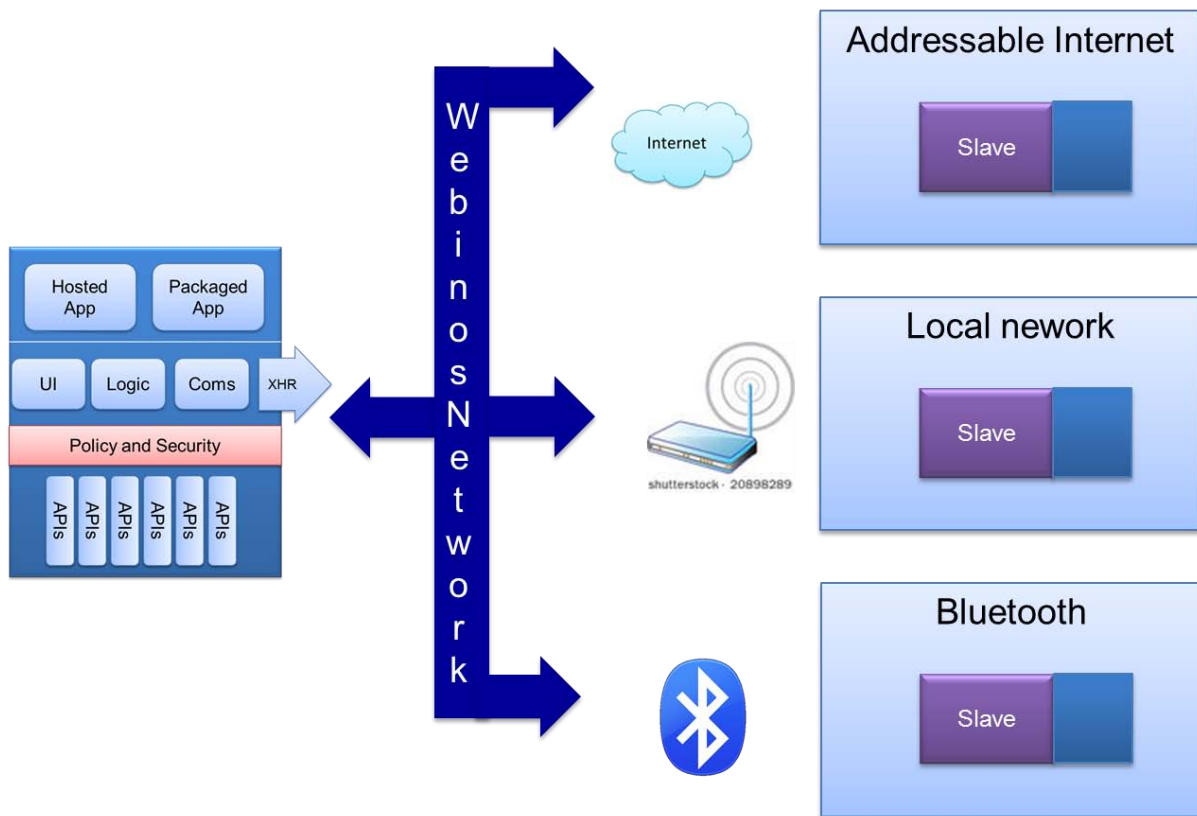 Hosted
App
Packaged
App
UI
Logic
Coms
XHR
Policy and Security
APIs
APIs
APIs
APIs
APIs
APIs
WebinosNetwork
Internet
shutterstock · 20898289
Addressable Internet
Slave
Local nework
Slave
Bluetooth
Slave